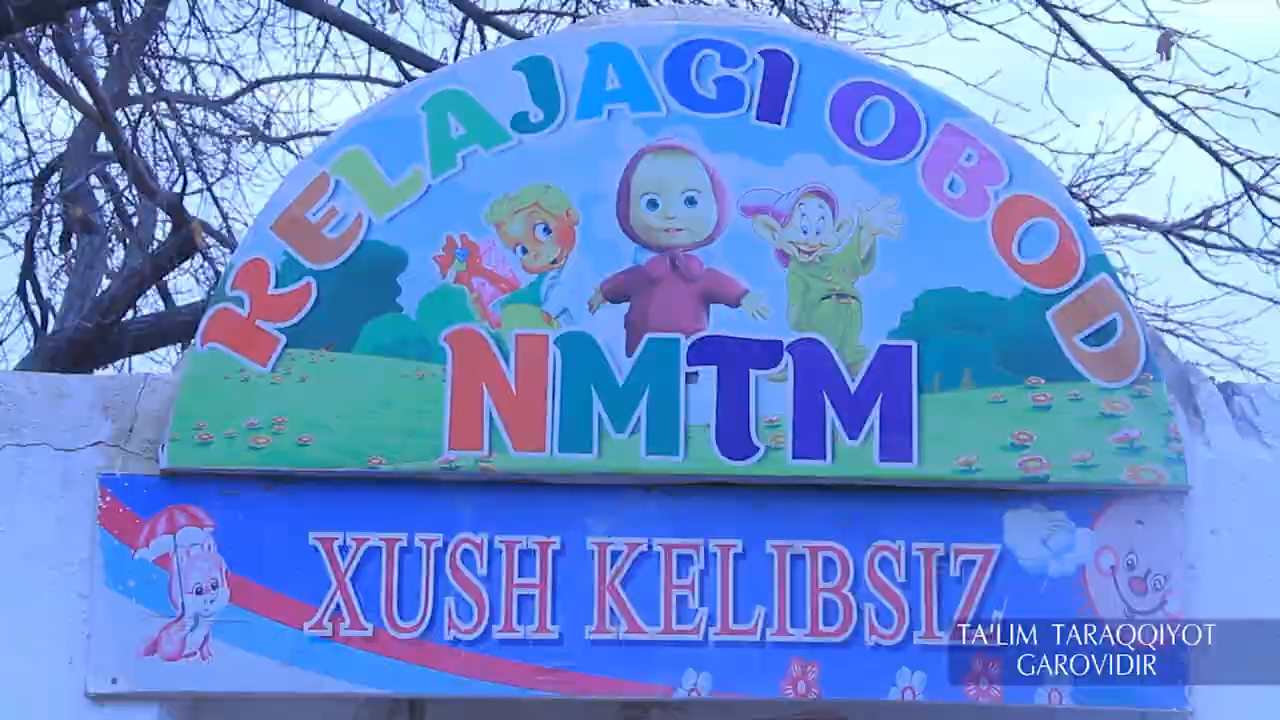 KELAJAGI OBOD
NMTM
XUSH KELIBSIZ
TA'LIM TARAQQIYOT
GAROVIDIR